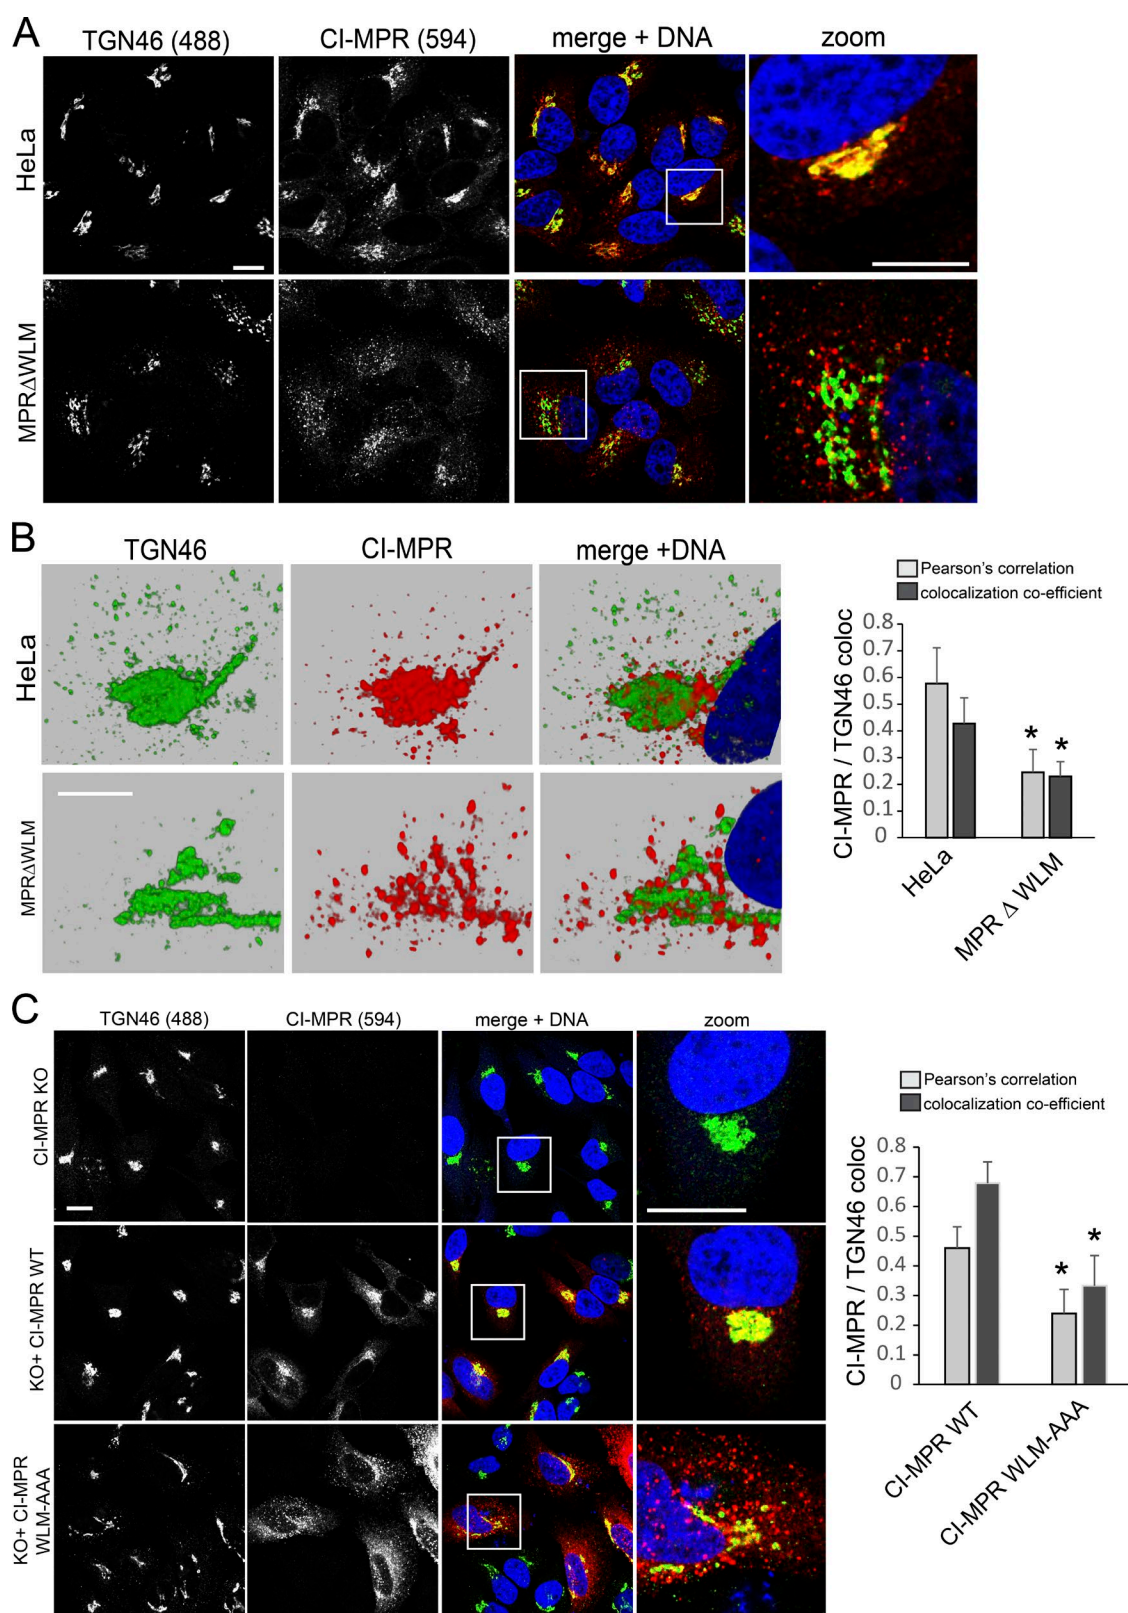 A
TGN46 (488) CI-MPR (594) merge + DNA zoom
HeLa
MPRΔWLM
B
TGN46 CI-MPR merge +DNA
HeLa
MPRΔWLM
Pearson's correlation
colocalization co-efficient
CI-MPR / TGN46 coloc
0.8
0.7
0.6
0.5
0.4
0.3
0.2
0.1
0
* *
HeLa
MPR Δ WLM
C
TGN46 (488) CI-MPR (594) merge + DNA zoom
CI-MPR KO
KO+ CI-MPR WT
KO+ CI-MPR
WLM-AAA
Pearson's correlation
colocalization co-efficient
CI-MPR / TGN46 coloc
0.8
0.7
0.6
0.5
0.4
0.3
0.2
0.1
0
* *
CI-MPR WT
CI-MPR WLM-AAA